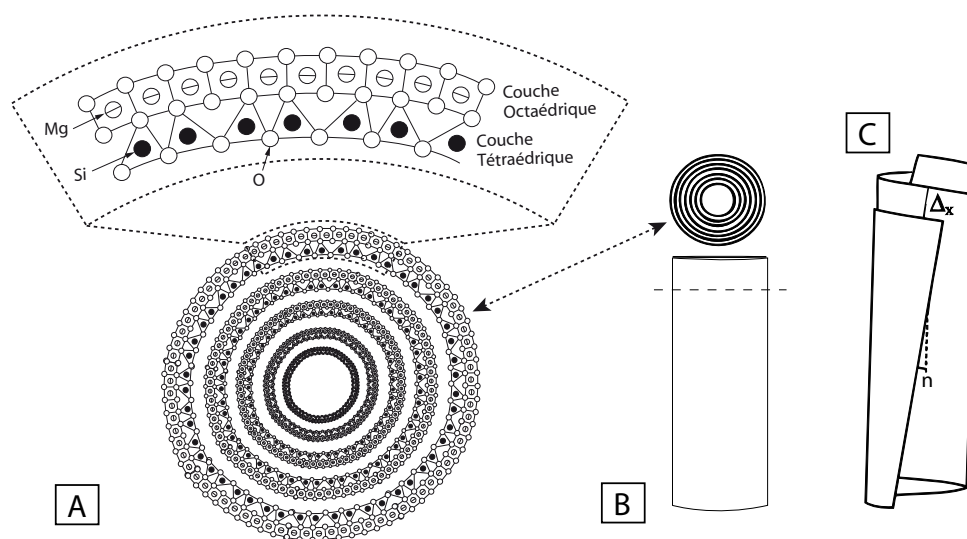 Couche
Octaédrique
Mg
Couche
Tétraédrique
Si
O
C
Δx
n
A
B